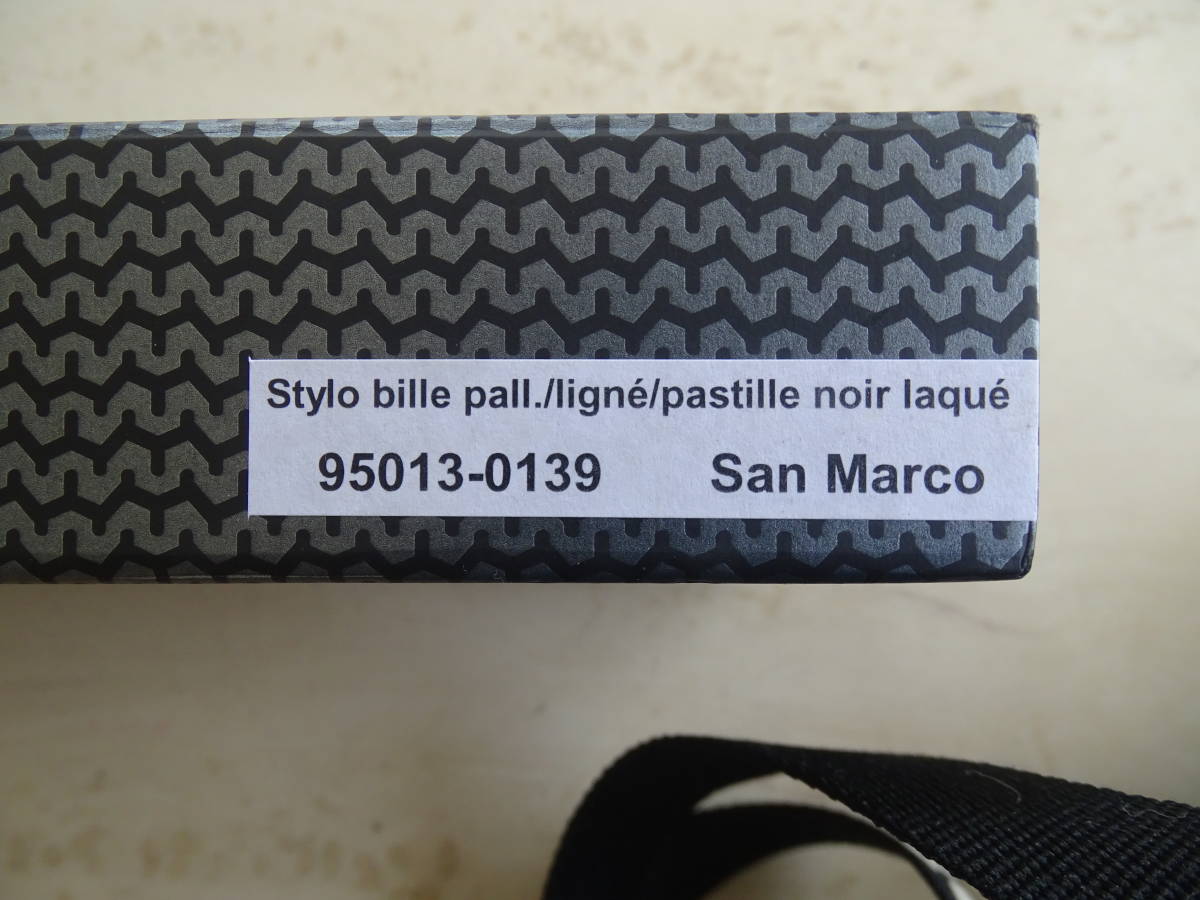 Stylo bille pall./ligné/pastille noir laqué
95013-0139 San Marco